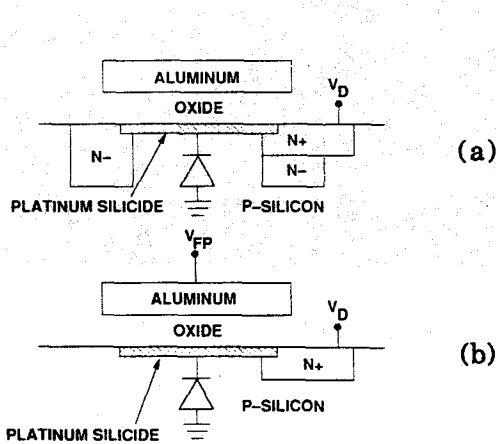 ALUMINUM
OXIDE
V_D
N+
N-
N-
(a)
PLATINUM SILICIDE
P-SILICON
V_FP
ALUMINUM
OXIDE
V_D
N+
(b)
P-SILICON
PLATINUM SILICIDE